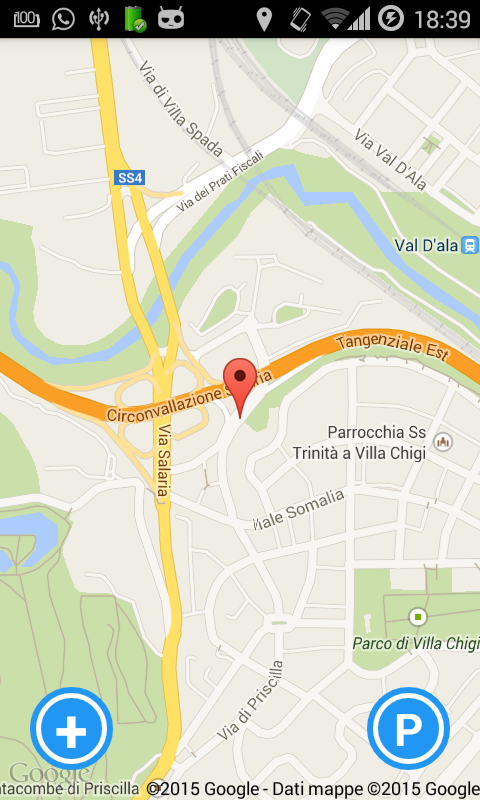 100
18:39
Via di Villa Spada
Via Val D'Ala
Via dei Prati Fiscali
SS4
Val D'ala
Tangenziale Est
Circonvallazione Salaria
Parrocchia Ss
Trinità a Villa Chigi
Via Salaria
Viale Somalia
Parco di Villa Chigi
Via di Priscilla
P
Google
atacombe di Priscilla
©2015 Google - Dati mappe ©2015 Google